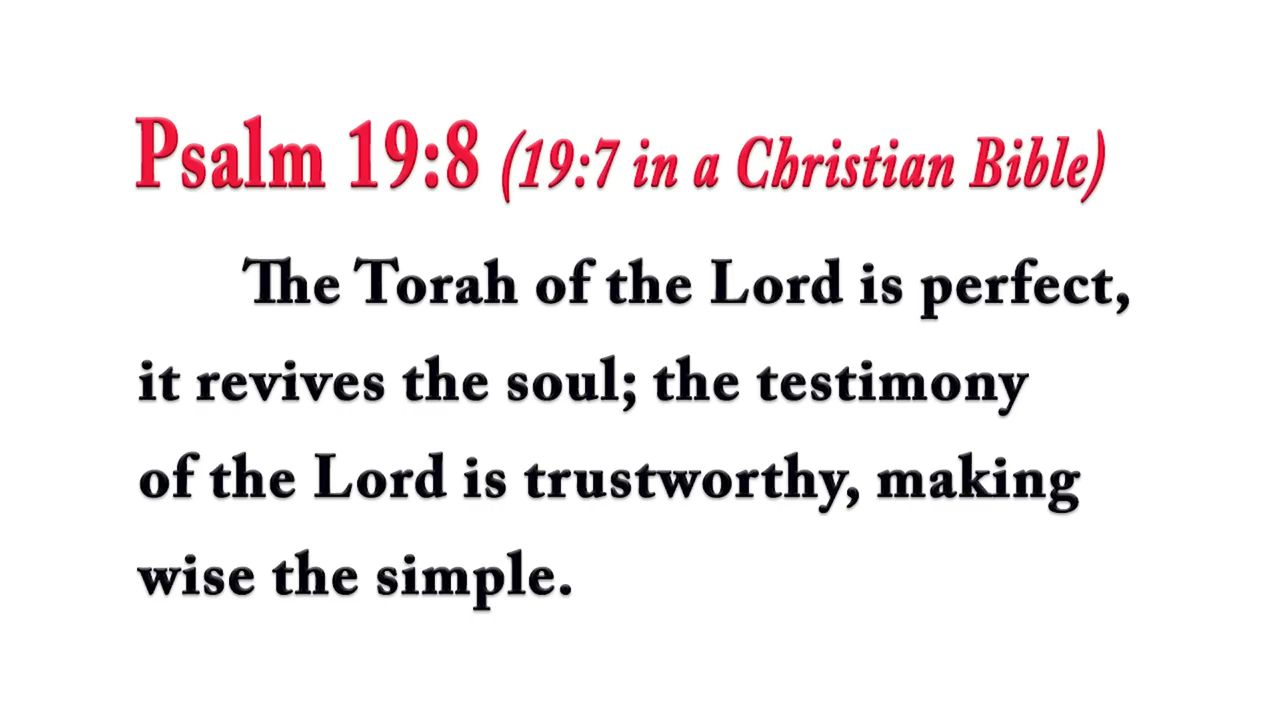 Psalm 19:8 (19:7 in a Christian Bible)
The Torah of the Lord is perfect,
it revives the soul; the testimony
of the Lord is trustworthy, making
wise the simple.